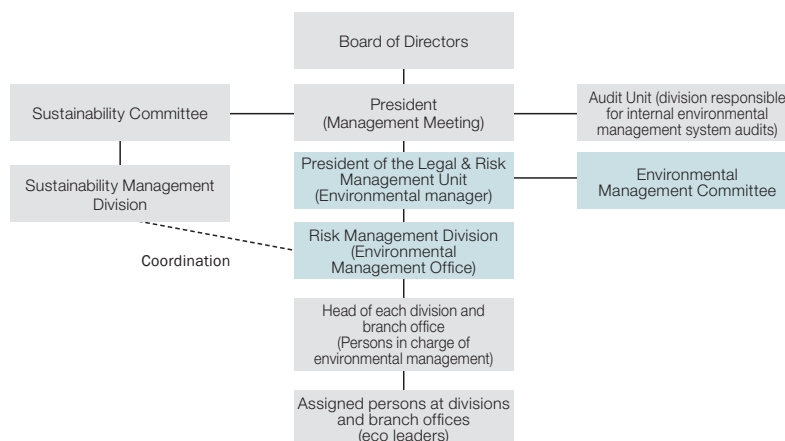 Board of Directors
Sustainability Committee
President
(Management Meeting)
Audit Unit (division responsible
for internal environmental
management system audits)
Sustainability Management
Division
President of the Legal & Risk
Management Unit
(Environmental manager)
Environmental
Management Committee
Coordination
Risk Management Division
(Environmental
Management Office)
Head of each division and
branch office
(Persons in charge of
environmental management)
Assigned persons at divisions
and branch offices
(eco leaders)